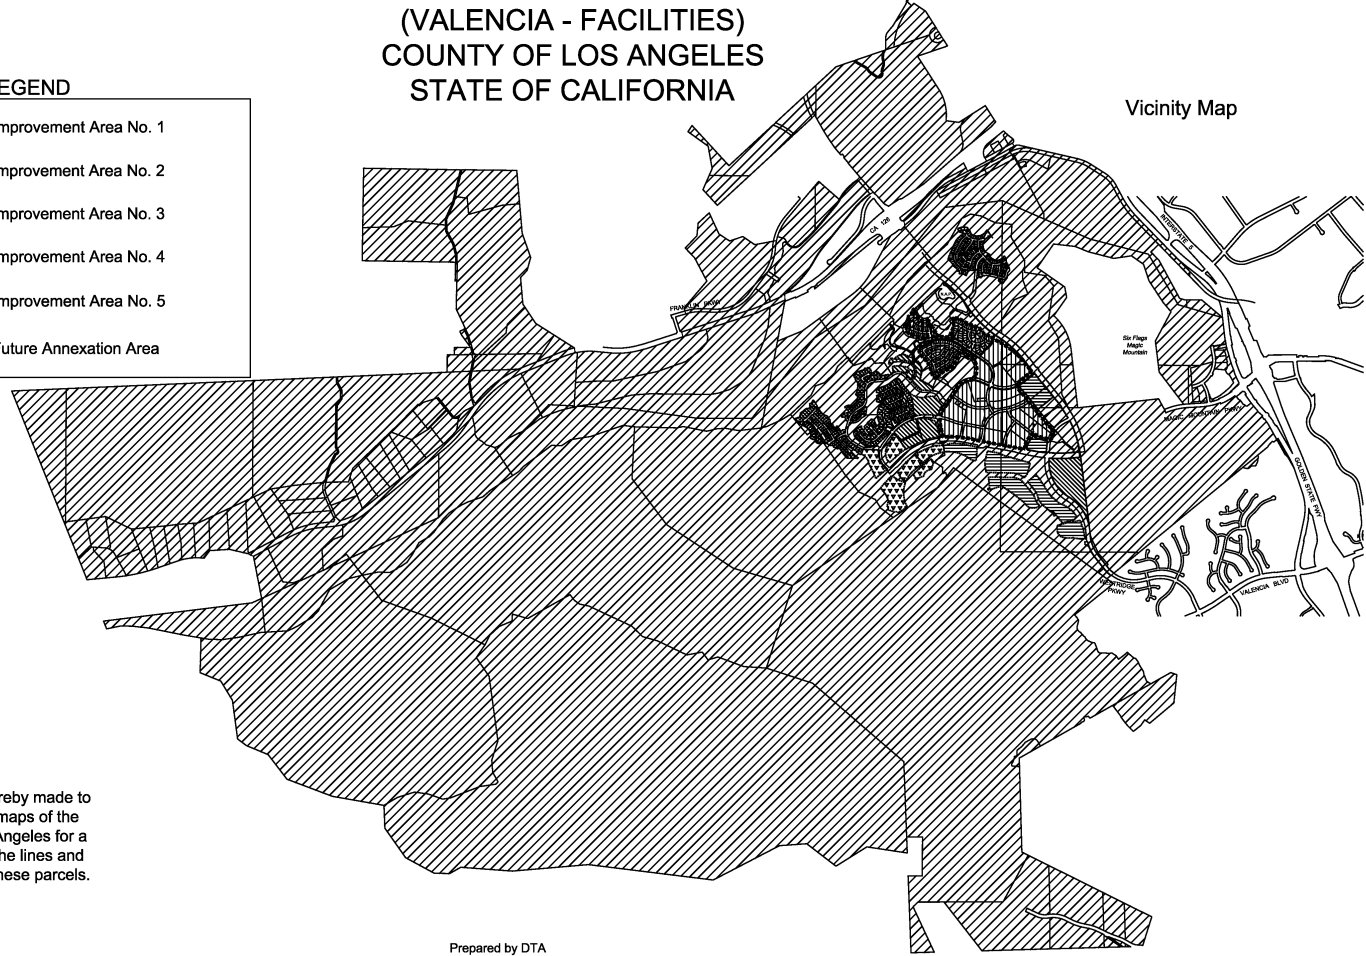 (VALENCIA - FACILITIES)
COUNTY OF LOS ANGELES
STATE OF CALIFORNIA
EGEND
mprovement Area No. 1
mprovement Area No. 2
mprovement Area No. 3
mprovement Area No. 4
mprovement Area No. 5
uture Annexation Area
Vicinity Map
INTERSTATE 5
CA 126
FRANKLIN PKWY
Six Flags
Magic
Mountain
MAGIC MOUNTAIN PKWY
GOLDEN STATE FWY
WESTRIDGE
PKWY
VALENCIA BLVD
reby made to
maps of the
Angeles for a
he lines and
hese parcels.
Prepared by DTA